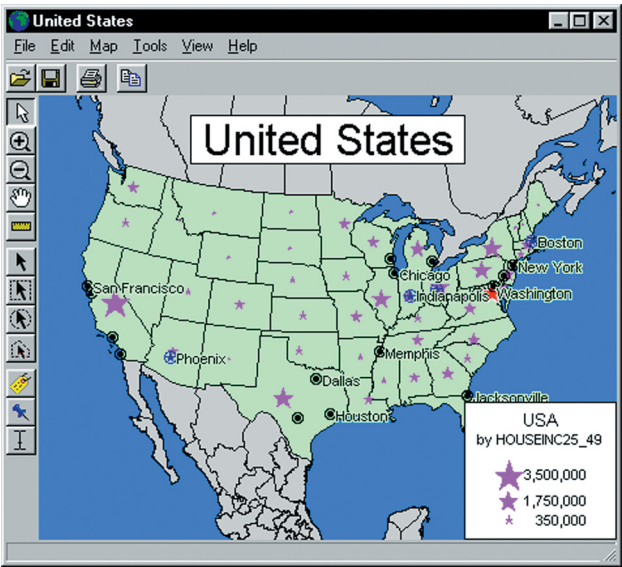 United States
File Edit Map Tools View Help
United States
Boston
New York
Chicago
Indianapolis
Washington
San Francisco
Phoenix
Memphis
Dallas
Jacksonville
Houston
USA
by HOUSEINC25_49
3,500,000
1,750,000
350,000